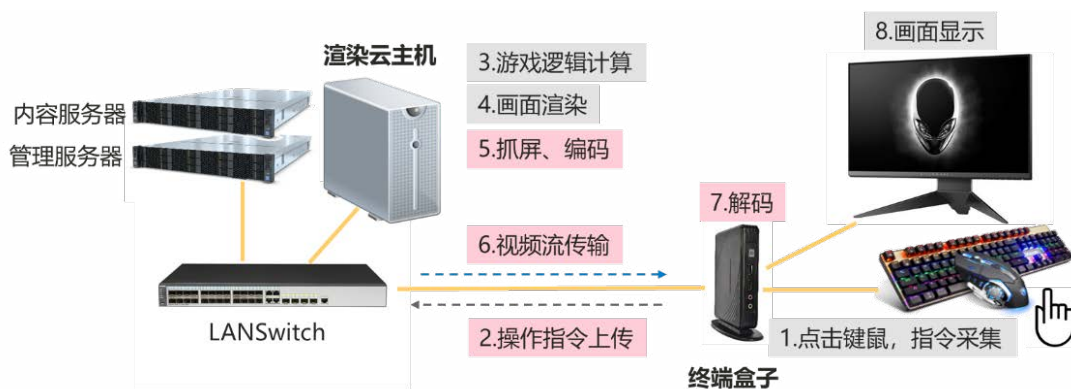 渲染云主机
内容服务器
管理服务器
3.游戏逻辑计算
4.画面渲染
5.抓屏、编码
8.画面显示
7.解码
6.视频流传输
LANSwitch
2.操作指令上传
1.点击键鼠，指令采集
终端盒子